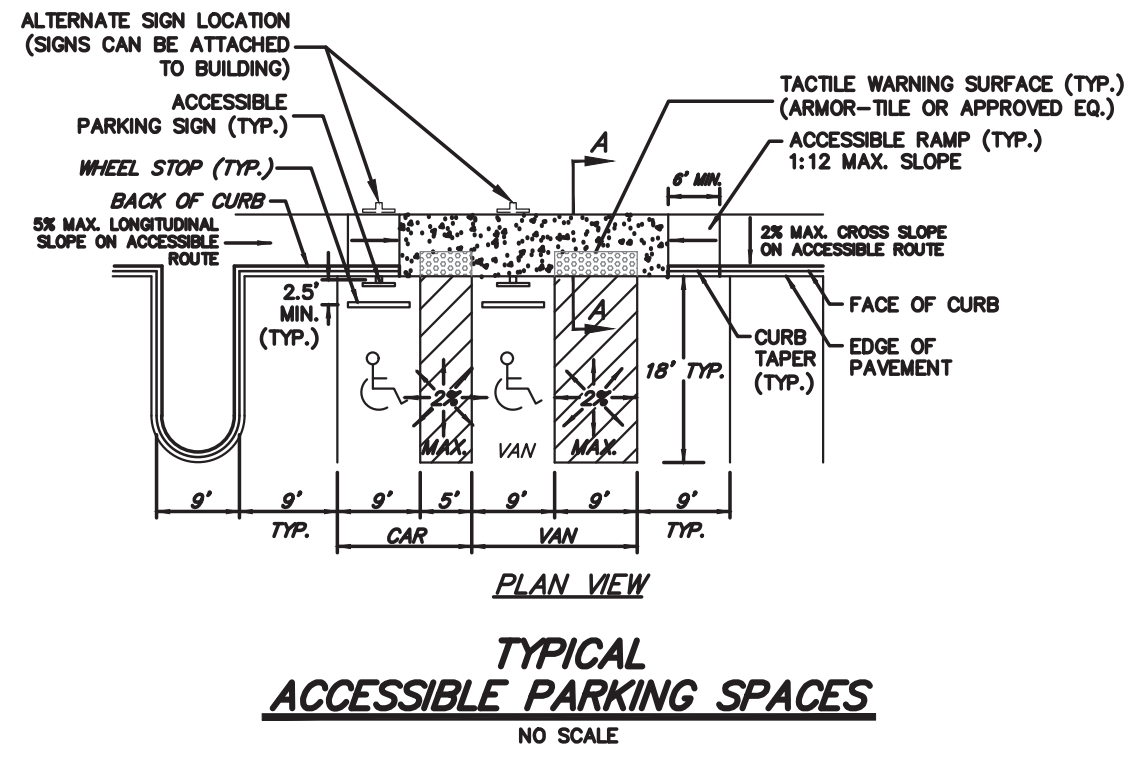 ALTERNATE SIGN LOCATION
(SIGNS CAN BE ATTACHED
TO BUILDING)
ACCESSIBLE
PARKING SIGN (TYP.)
WHEEL STOP (TYP.)
BACK OF CURB
5% MAX. LONGITUDINAL
SLOPE ON ACCESSIBLE
ROUTE
TACTILE WARNING SURFACE (TYP.)
(ARMOR-TILE OR APPROVED EQ.)
A
ACCESSIBLE RAMP (TYP.)
1:12 MAX. SLOPE
6' MIN.
2% MAX. CROSS SLOPE
ON ACCESSIBLE ROUTE
2.5'
MIN.
(TYP.)
A
FACE OF CURB
CURB
TAPER
(TYP.)
EDGE OF
PAVEMENT
18' TYP.
2%
MAX.
VAN
2%
MAX.
9'
9'
TYP.
9'
5'
9'
9'
9'
TYP.
CAR
VAN
PLAN VIEW
TYPICAL
ACCESSIBLE PARKING SPACES
NO SCALE